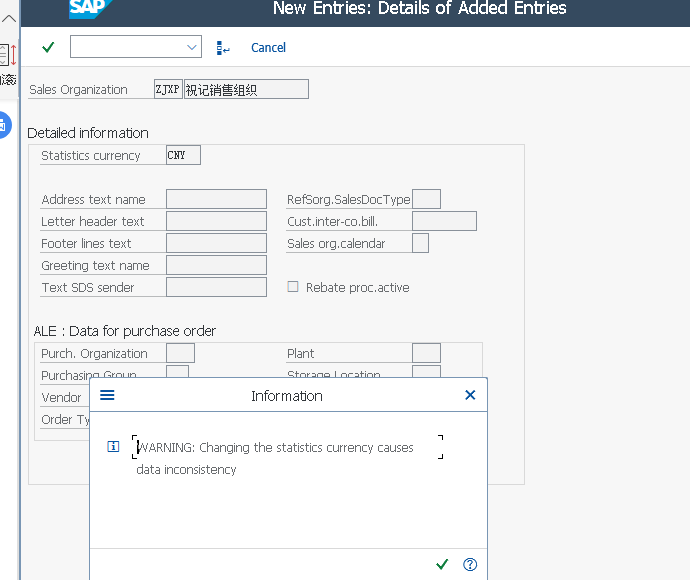 SAP
New Entries: Details of Added Entries
Cancel
Sales Organization ZJXP 祝记销售组织
Detailed information
Statistics currency CNY
Address text name RefSorg.SalesDocType
Letter header text Cust.inter-co.bill.
Footer lines text Sales org.calendar
Greeting text name
Text SDS sender Rebate proc.active
ALE : Data for purchase order
Purch. Organization Plant
Purchasing Group Storage Location
Vendor
Order Ty
Information
WARNING: Changing the statistics currency causes
data inconsistency